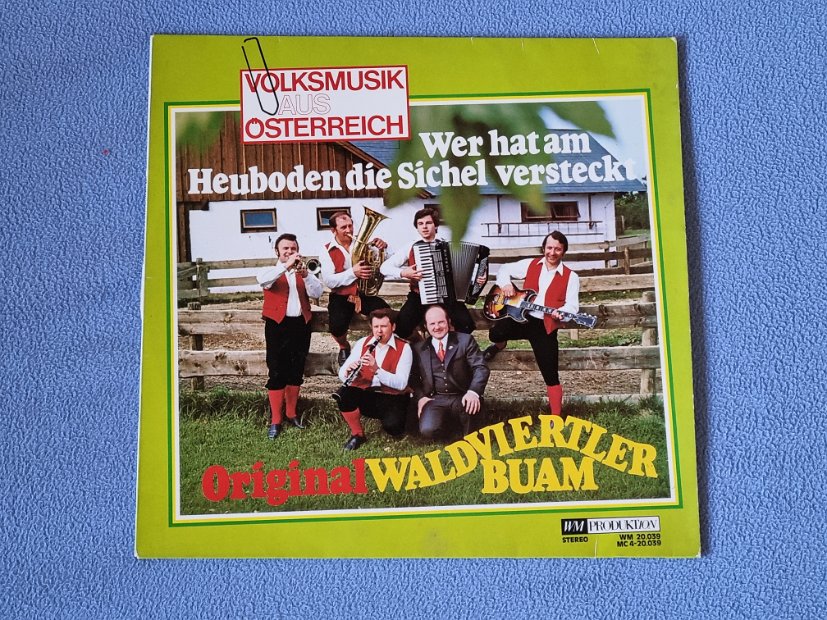 VOLKSMUSIK
AUS
ÖSTERREICH
Wer hat am
Heuboden die Sichel versteckt
Original WALDVIERTLER
BUAM
WM PRODUKTION
STEREO WM 20.039
MC 4-20.039